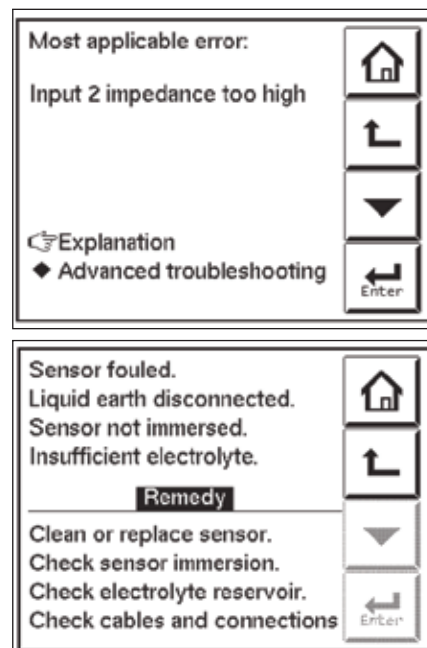 Most applicable error:
Input 2 impedance too high
Explanation
Advanced troubleshooting
Enter
Sensor fouled.
Liquid earth disconnected.
Sensor not immersed.
Insufficient electrolyte.
Remedy
Clean or replace sensor.
Check sensor immersion.
Check electrolyte reservoir.
Check cables and connections
Enter